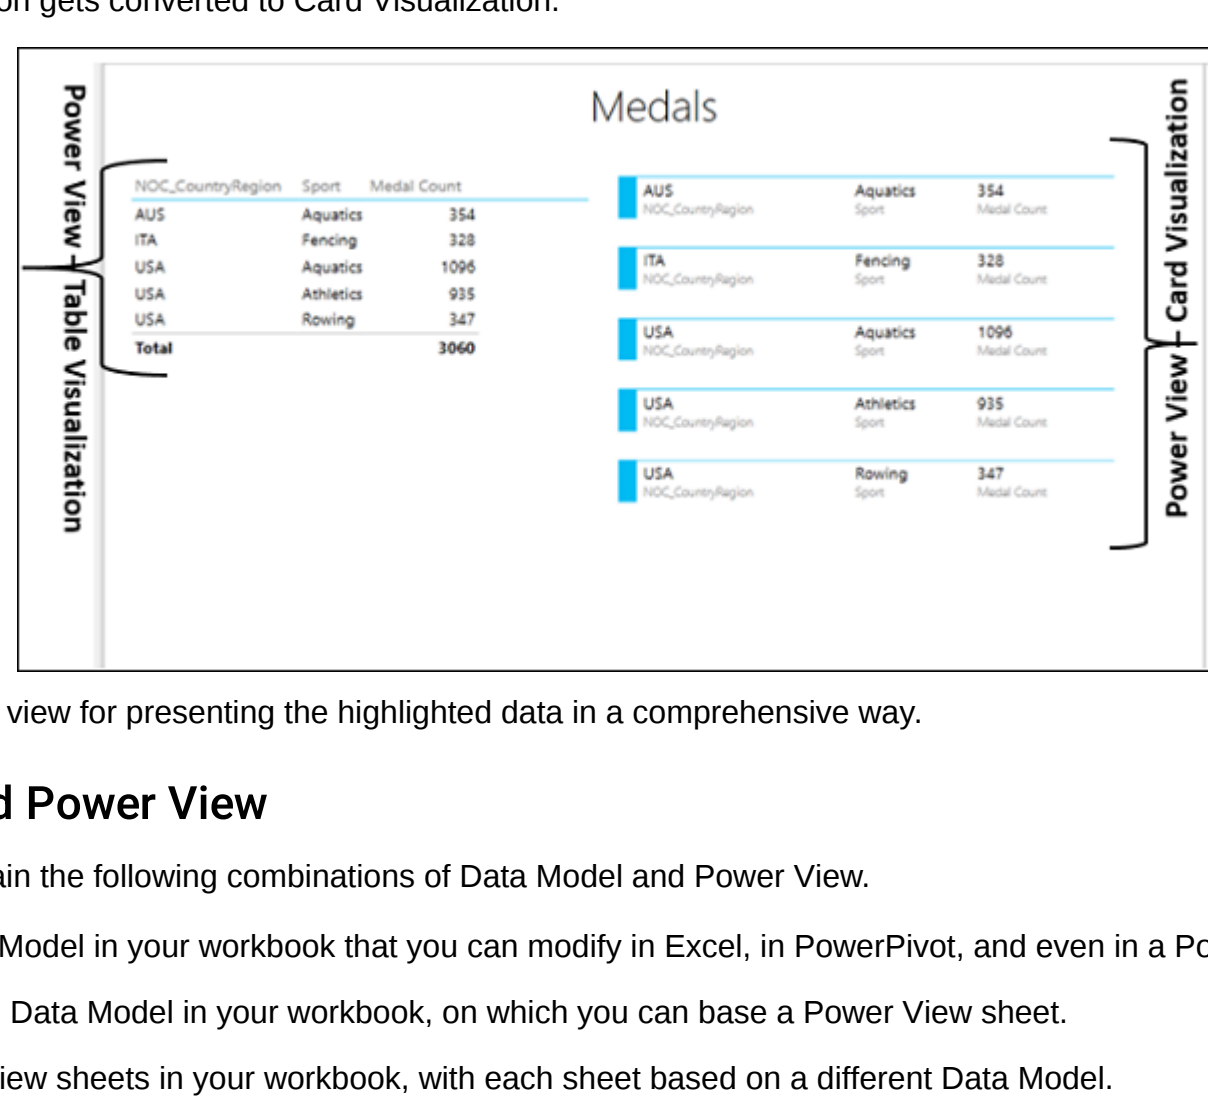 on gets converted to Card Visualization.
Medals
Power View – Table Visualization
NOC_CountryRegion Sport Medal Count
AUS Aquatics 354
ITA Fencing 328
USA Aquatics 1096
USA Athletics 935
USA Rowing 347
Total 3060
AUS Aquatics 354
NOC_CountryRegion Sport Medal Count
ITA Fencing 328
NOC_CountryRegion Sport Medal Count
USA Aquatics 1096
NOC_CountryRegion Sport Medal Count
USA Athletics 935
NOC_CountryRegion Sport Medal Count
USA Rowing 347
NOC_CountryRegion Sport Medal Count
Power View – Card Visualization
view for presenting the highlighted data in a comprehensive way.
d Power View
ain the following combinations of Data Model and Power View.
Model in your workbook that you can modify in Excel, in PowerPivot, and even in a Po
Data Model in your workbook, on which you can base a Power View sheet.
iew sheets in your workbook, with each sheet based on a different Data Model.